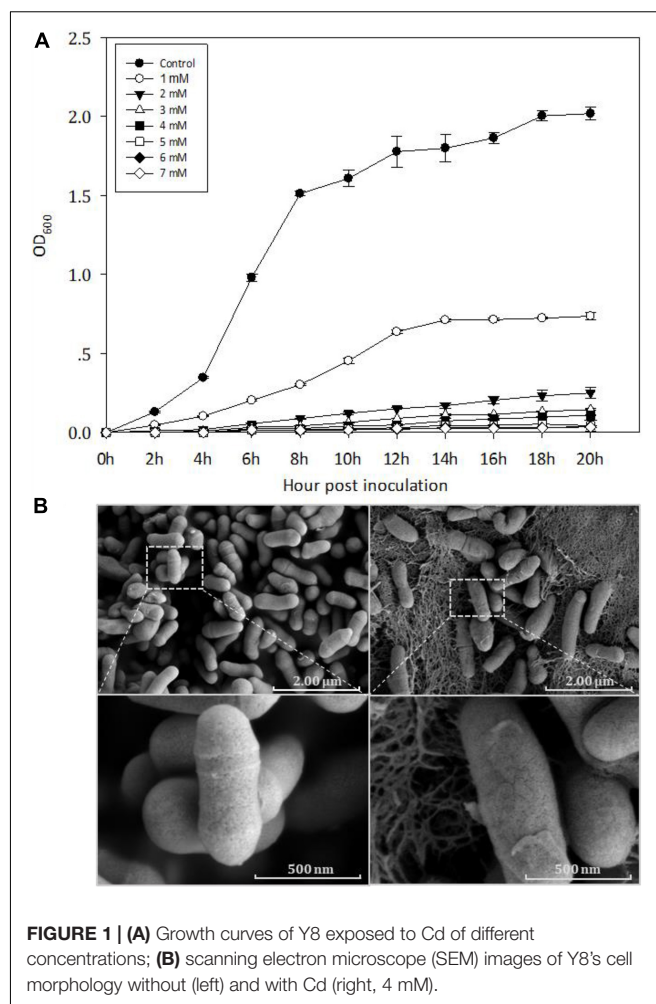 A
Control
1 mM
2 mM
3 mM
4 mM
5 mM
6 mM
7 mM
2.5
2.0
1.5
1.0
.5
0.0
OD600
0h 2h 4h 6h 8h 10h 12h 14h 16h 18h 20h
Hour post inoculation
B
2.00 μm
2.00 μm
500 nm
500 nm
FIGURE 1 | (A) Growth curves of Y8 exposed to Cd of different
concentrations; (B) scanning electron microscope (SEM) images of Y8's cell
morphology without (left) and with Cd (right, 4 mM).